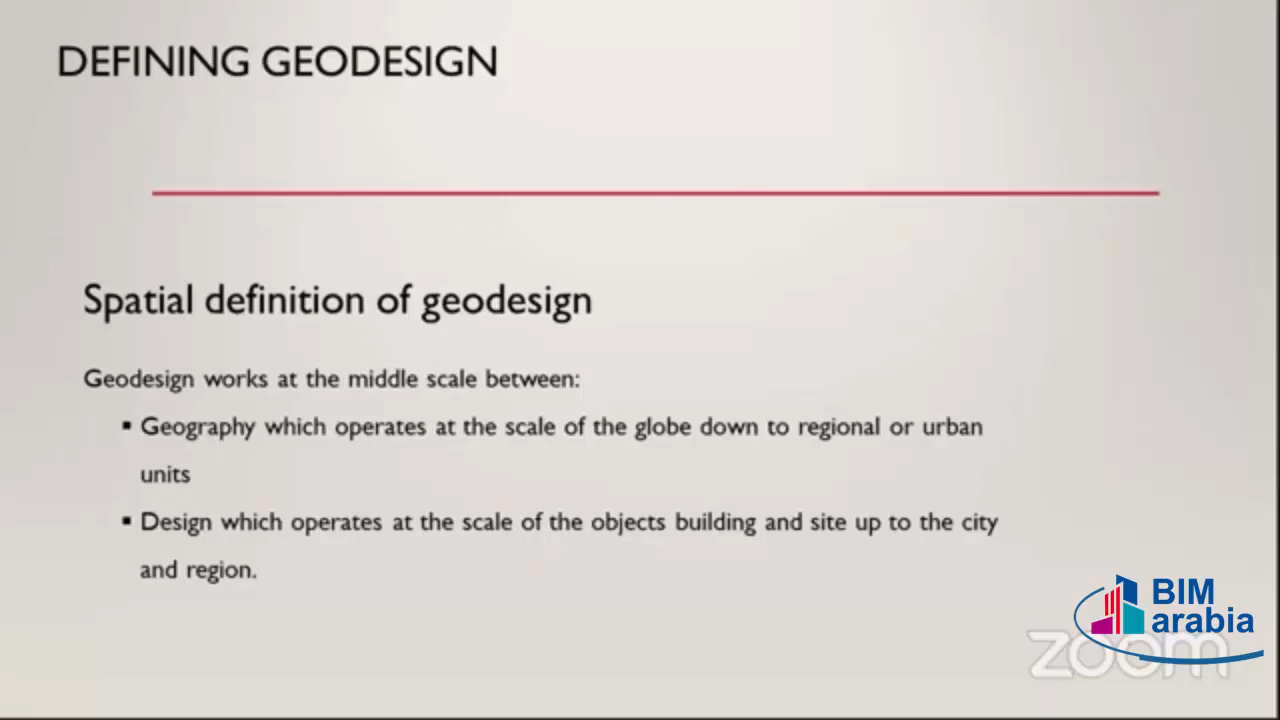 DEFINING GEODESIGN
Spatial definition of geodesign
Geodesign works at the middle scale between:
▪ Geography which operates at the scale of the globe down to regional or urban
units
▪ Design which operates at the scale of the objects building and site up to the city
and region.
BIM
arabia
zoom